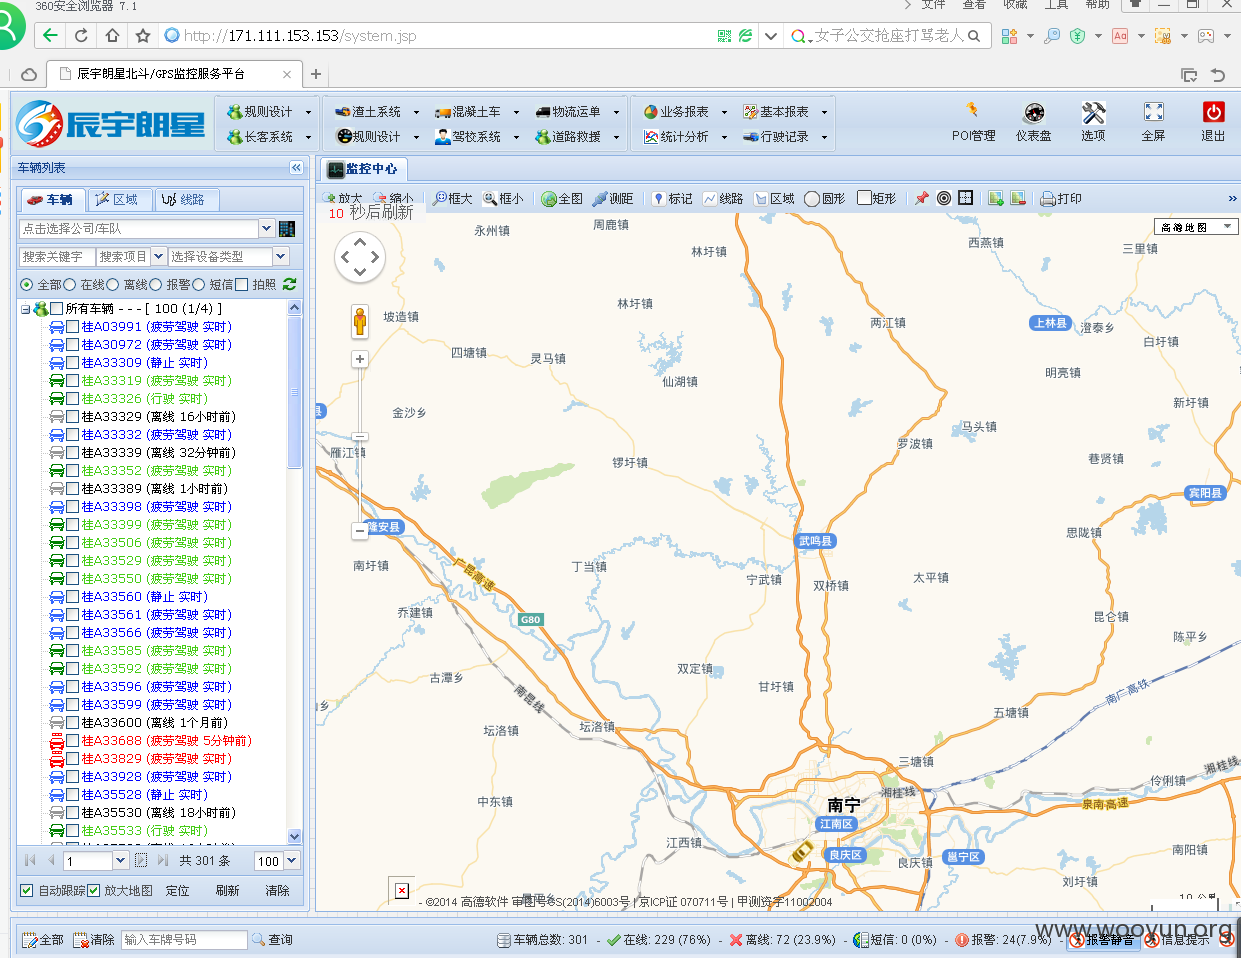 360安全浏览器 7.1
文件 查看 收藏 工具 帮助
http://171.111.153.153/system.jsp
女子公交抢座打骂老人
辰宇朗星北斗/GPS监控服务平台
辰宇朗星
规则设计 渣土系统 混凝土车 物流运单 业务报表 基本报表
长客系统 规则设计 驾校系统 道路救援 统计分析 行驶记录
POI管理 仪表盘 选项 全屏 退出
车辆列表
监控中心
车辆 区域 线路
放大 缩小 框大 框小 全图 测距 标记 线路 区域 圆形 矩形 打印
10 秒后刷新
点击选择公司/车队
搜索关键字 搜索项目 选择设备类型
全部 在线 离线 报警 短信 拍照
所有车辆 - - - [ 100 (1/4) ]
桂A03991 (疲劳驾驶 实时)
桂A30972 (疲劳驾驶 实时)
桂A33309 (静止 实时)
桂A33319 (疲劳驾驶 实时)
桂A33326 (行驶 实时)
桂A33329 (离线 16小时前)
桂A33332 (疲劳驾驶 实时)
桂A33339 (离线 32分钟前)
桂A33352 (疲劳驾驶 实时)
桂A33389 (离线 1小时前)
桂A33398 (疲劳驾驶 实时)
桂A33399 (疲劳驾驶 实时)
桂A33506 (疲劳驾驶 实时)
桂A33529 (疲劳驾驶 实时)
桂A33550 (疲劳驾驶 实时)
桂A33560 (静止 实时)
桂A33561 (疲劳驾驶 实时)
桂A33566 (疲劳驾驶 实时)
桂A33585 (疲劳驾驶 实时)
桂A33592 (疲劳驾驶 实时)
桂A33596 (疲劳驾驶 实时)
桂A33599 (疲劳驾驶 实时)
桂A33600 (离线 1个月前)
桂A33688 (疲劳驾驶 5分钟前)
桂A33829 (疲劳驾驶 实时)
桂A33928 (疲劳驾驶 实时)
桂A35528 (静止 实时)
桂A35530 (离线 18小时前)
桂A35533 (行驶 实时)
1 共 301 条 100
自动跟踪 放大地图 定位 刷新 清除
高德地图
永州镇 周鹿镇 林圩镇 西燕镇 三里镇
坡造镇 林圩镇 两江镇 上林县 澄泰乡
四塘镇 灵马镇 白圩镇
仙湖镇 明亮镇
金沙乡 新圩镇
罗波镇 马头镇
雁江镇 锣圩镇 巷贤镇
宾阳县
隆安县 武鸣县 思陇镇
南圩镇 广昆高速 丁当镇 宁武镇 双桥镇 太平镇
乔建镇 G80 昆仑镇
陈平乡
古潭乡 双定镇 甘圩镇
南昆线 南广高铁
坛洛镇 坛洛镇 五塘镇
三塘镇 湘桂线
伶俐镇
中东镇 南宁 湘桂线 泉南高速
江南区
江西镇 良庆区 良庆镇 邕宁区 南阳镇
刘圩镇
10 公里
©2014 高德软件 审图号GS(2014)6003号 | 京ICP证 070711号 | 甲测资字11002004
全部 清除 输入车牌号码 查询
车辆总数: 301 - 在线: 229 (76%) - 离线: 72 (23.9%) - 短信: 0 (0%) - 报警: 24(7.9%) - 报警静音 信息提示
www.wooyun.org